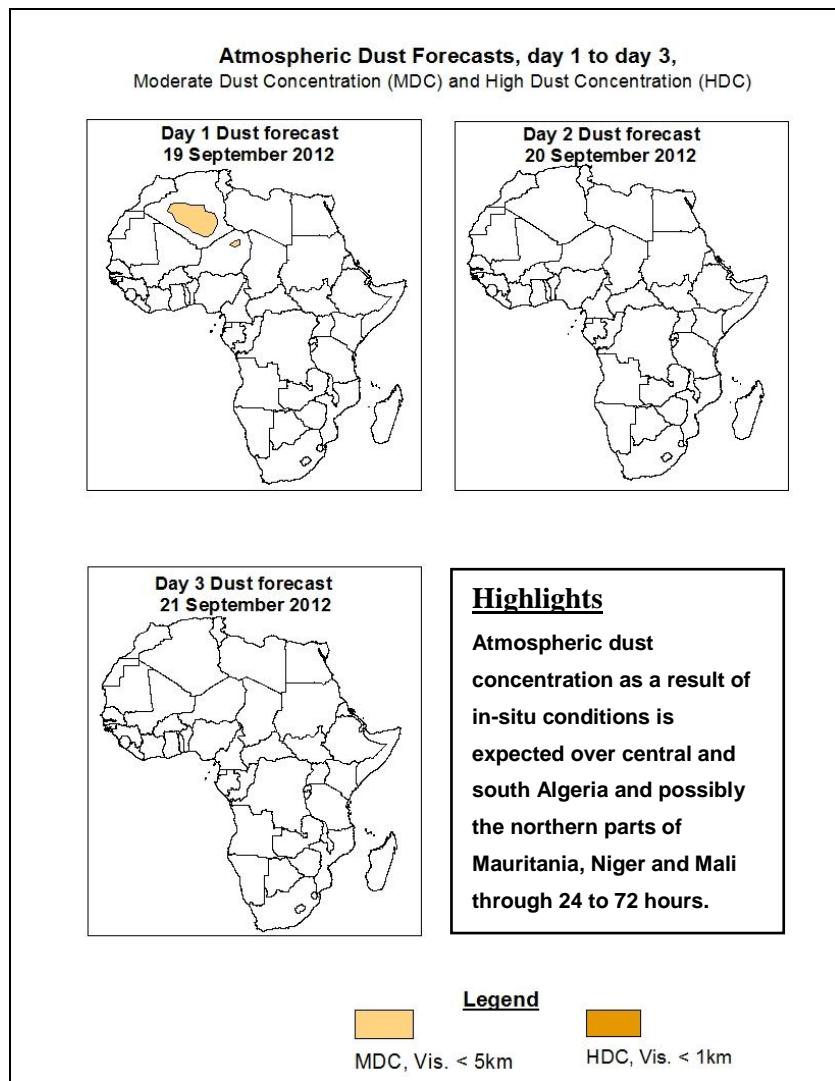 Atmospheric Dust Forecasts, day 1 to day 3,
Moderate Dust Concentration (MDC) and High Dust Concentration (HDC)
Day 1 Dust forecast
19 September 2012
Day 2 Dust forecast
20 September 2012
Day 3 Dust forecast
21 September 2012
Highlights
Atmospheric dust
concentration as a result of
in-situ conditions is
expected over central and
south Algeria and possibly
the northern parts of
Mauritania, Niger and Mali
through 24 to 72 hours.
Legend
MDC, Vis. < 5km
HDC, Vis. < 1km